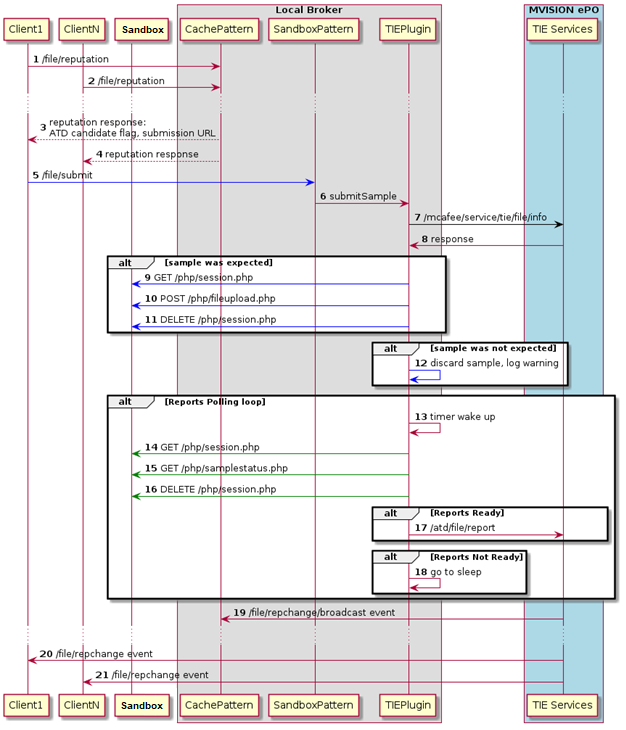 Local Broker
MVISION ePO
Client1
ClientN
Sandbox
CachePattern
SandboxPattern
TIEPlugin
TIE Services
1 /file/reputation
2 /file/reputation
3 reputation response:
ATD candidate flag, submission URL
4 reputation response
5 /file/submit
6 submitSample
7 /mcafee/service/tie/file/info
8 response
alt [sample was expected]
9 GET /php/session.php
10 POST /php/fileupload.php
11 DELETE /php/session.php
alt [sample was not expected]
12 discard sample, log warning
alt [Reports Polling loop]
13 timer wake up
14 GET /php/session.php
15 GET /php/samplestatus.php
16 DELETE /php/session.php
alt [Reports Ready]
17 /atd/file/report
alt [Reports Not Ready]
18 go to sleep
19 /file/repchange/broadcast event
20 /file/repchange event
21 /file/repchange event
Client1
ClientN
Sandbox
CachePattern
SandboxPattern
TIEPlugin
TIE Services